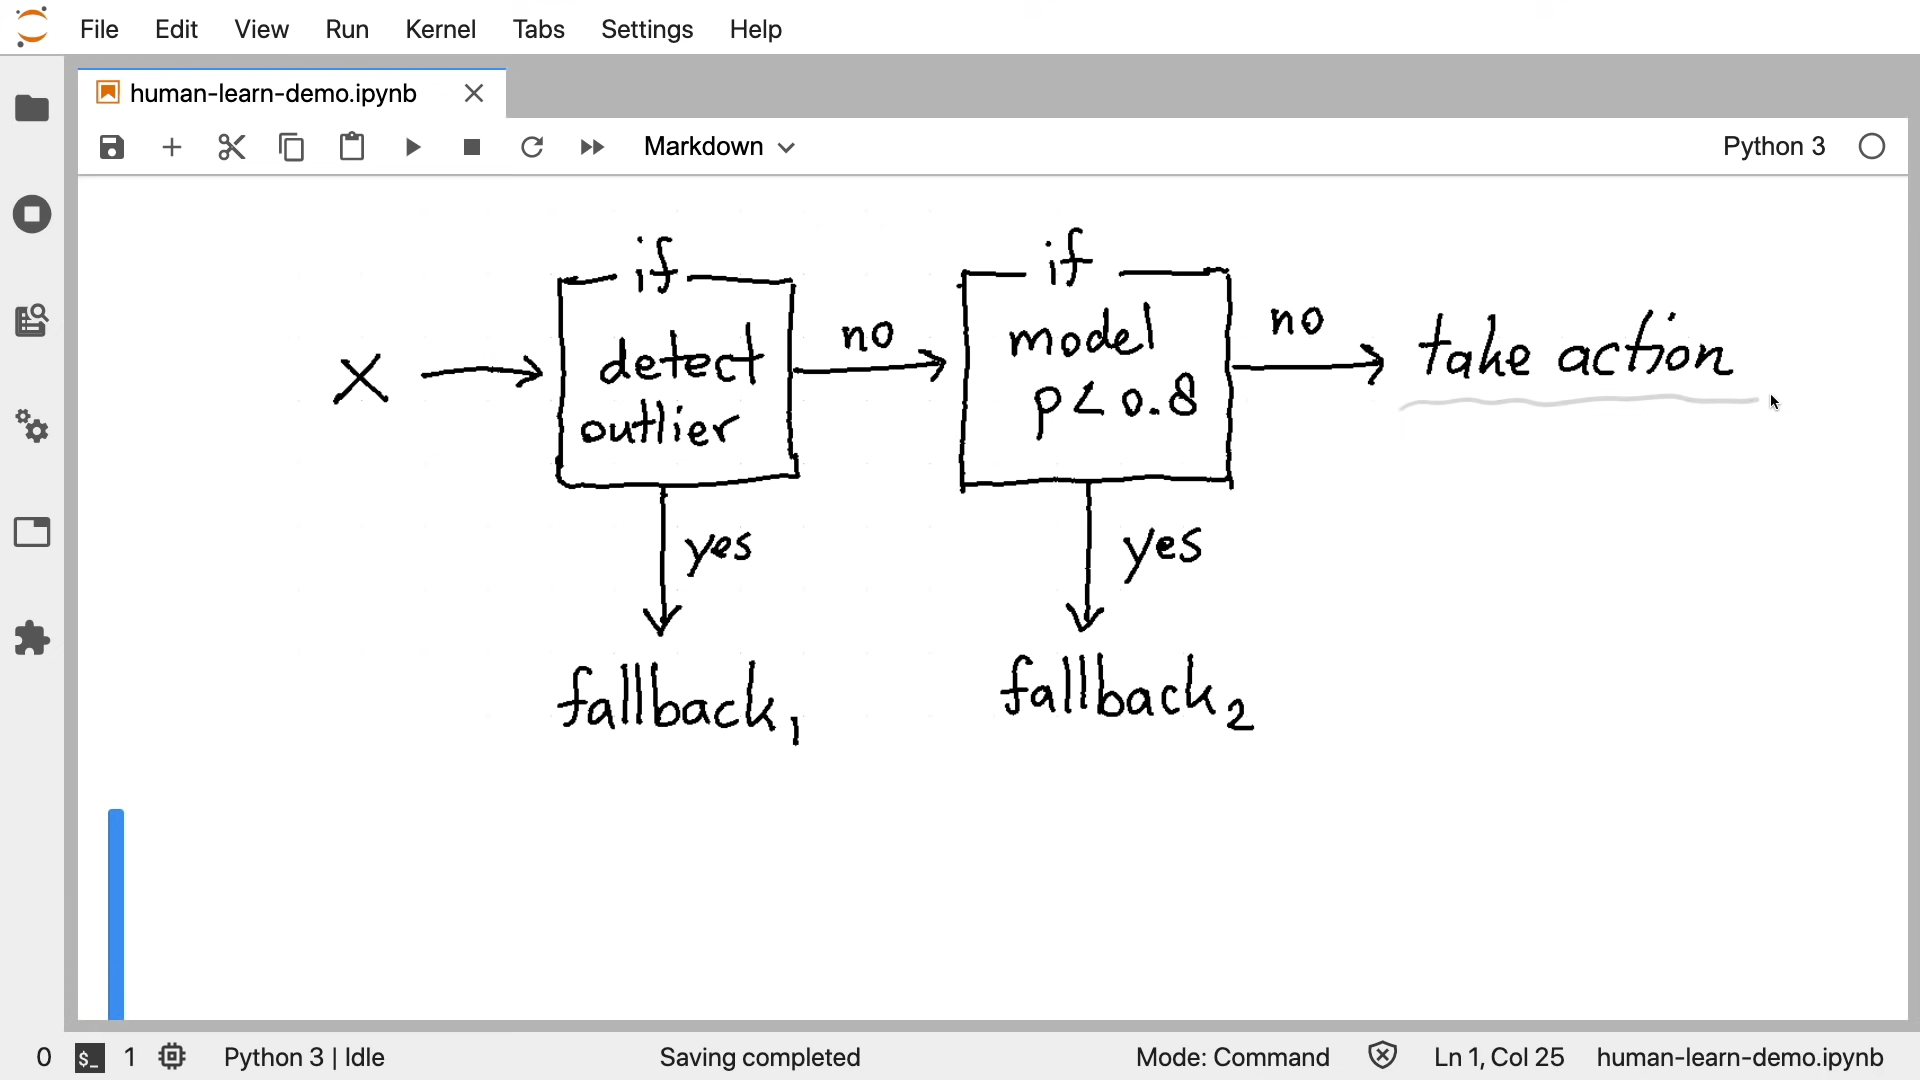 File Edit View Run Kernel Tabs Settings Help
human-learn-demo.ipynb
Markdown
Python 3
if
if
X
detect
outlier
no
model
p < 0.8
no
take action
yes
yes
fallback₁
fallback₂
0 $_ 1 Python 3 | Idle Saving completed Mode: Command Ln 1, Col 25 human-learn-demo.ipynb